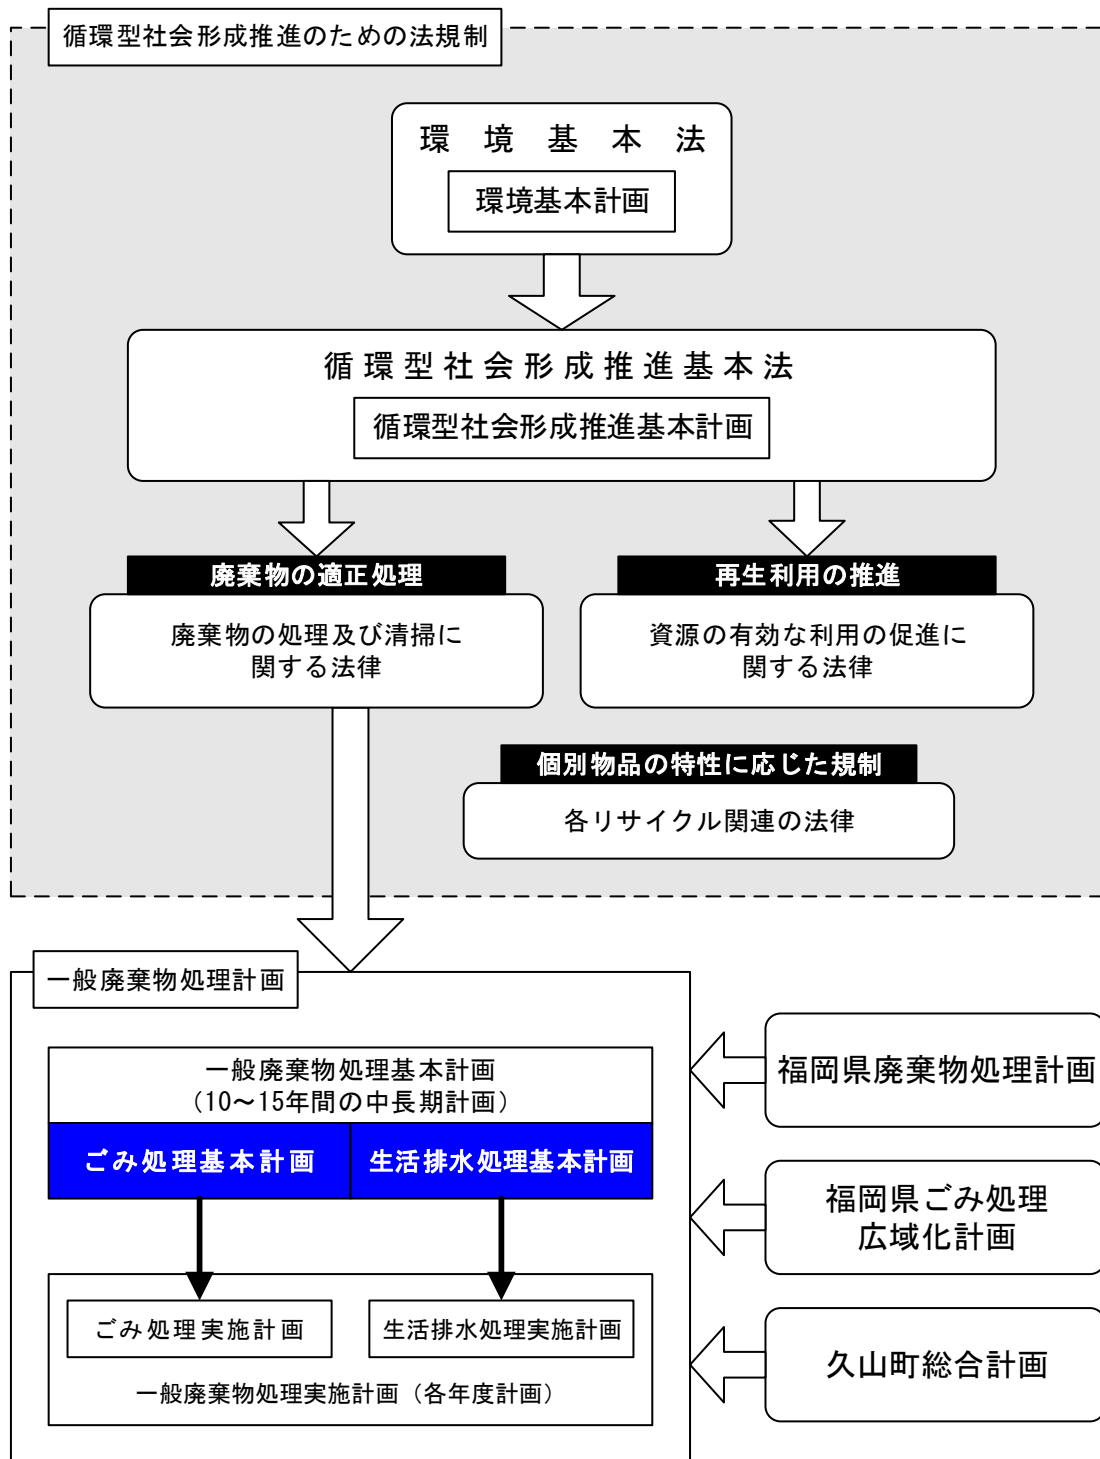 循環型社会形成推進のための法規制
環境基本法
環境基本計画
循環型社会形成推進基本法
循環型社会形成推進基本計画
廃棄物の適正処理
廃棄物の処理及び清掃に
関する法律
再生利用の推進
資源の有効な利用の促進に
関する法律
個別物品の特性に応じた規制
各リサイクル関連の法律
一般廃棄物処理計画
一般廃棄物処理基本計画
（10～15年間の中長期計画）
ごみ処理基本計画
生活排水処理基本計画
ごみ処理実施計画
生活排水処理実施計画
一般廃棄物処理実施計画（各年度計画）
福岡県廃棄物処理計画
福岡県ごみ処理
広域化計画
久山町総合計画